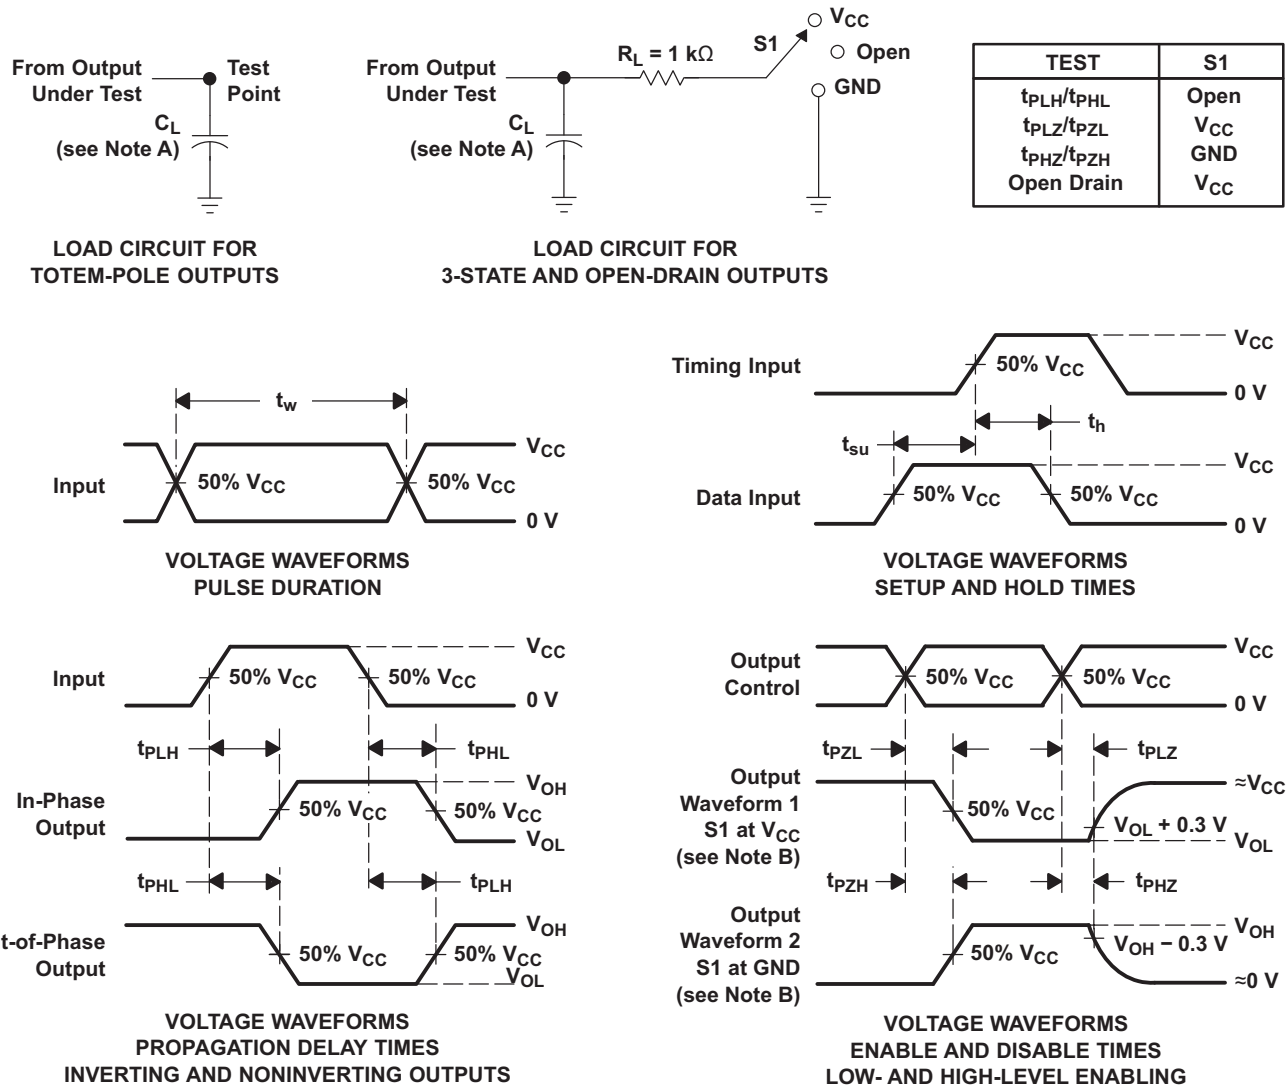 From Output
Under Test
Test
Point
CL
(see Note A)
LOAD CIRCUIT FOR
TOTEM-POLE OUTPUTS
From Output
Under Test
CL
(see Note A)
RL = 1 kΩ
S1
VCC
Open
GND
LOAD CIRCUIT FOR
3-STATE AND OPEN-DRAIN OUTPUTS
TEST S1
tPLH/tPHL Open
tPLZ/tPZL VCC
tPHZ/tPZH GND
Open Drain VCC
tw
Input
50% VCC
50% VCC
VCC
0 V
VOLTAGE WAVEFORMS
PULSE DURATION
Timing Input
50% VCC
VCC
0 V
tsu
th
Data Input
50% VCC
50% VCC
VCC
0 V
VOLTAGE WAVEFORMS
SETUP AND HOLD TIMES
Input
50% VCC
50% VCC
VCC
0 V
tPLH
tPHL
In-Phase
Output
50% VCC
50% VCC
VOH
VOL
tPHL
tPLH
t-of-Phase
Output
50% VCC
50% VCC
VOH
VOL
VOLTAGE WAVEFORMS
PROPAGATION DELAY TIMES
INVERTING AND NONINVERTING OUTPUTS
Output
Control
50% VCC
50% VCC
VCC
0 V
tPZL
tPLZ
Output
Waveform 1
S1 at VCC
(see Note B)
50% VCC
≈VCC
VOL + 0.3 V
VOL
tPZH
tPHZ
Output
Waveform 2
S1 at GND
(see Note B)
50% VCC
VOH
VOH − 0.3 V
≈0 V
VOLTAGE WAVEFORMS
ENABLE AND DISABLE TIMES
LOW- AND HIGH-LEVEL ENABLING